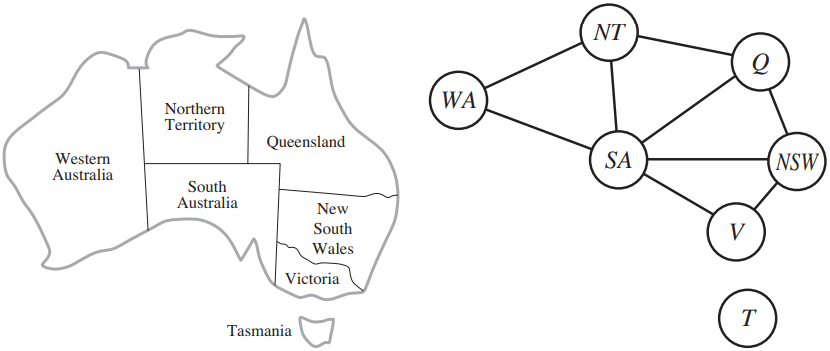 Northern
Territory
Western
Australia
Queensland
South
Australia
New
South
Wales
Victoria
Tasmania
NT
Q
WA
SA
NSW
V
T